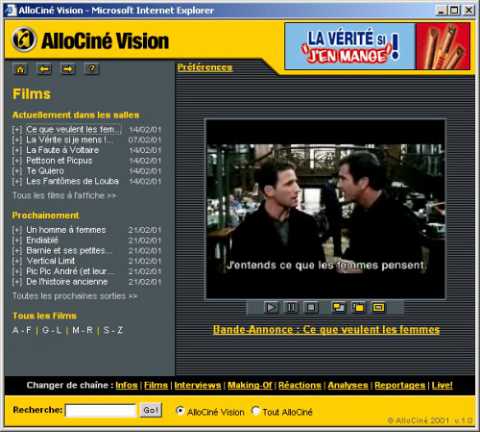 AlloCiné Vision - Microsoft Internet Explorer
AlloCiné Vision
LA VÉRITÉ SI
J'EN MANGE
!
Préférences
Films
Actuellement dans les salles
[+] Ce que veulent les fem... 14/02/01
[+] La Vérité si je mens !... 07/02/01
[+] La Faute à Voltaire 14/02/01
[+] Pettson et Picpus 14/02/01
[+] Te Quiero 14/02/01
[+] Les Fantômes de Louba 14/02/01
Tous les films à l'affiche >>
Prochainement
[+] Un homme à femmes 21/02/01
[+] Endiablé 21/02/01
[+] Barnie et ses petites... 21/02/01
[+] Vertical Limit 21/02/01
[+] Pic Pic André (et leur... 21/02/01
[+] De l'histoire ancienne 21/02/01
Toutes les prochaines sorties >>
Tous les Films
A - F | G - L | M - R | S - Z
J'entends ce que les femmes pensent.
Bande-Annonce : Ce que veulent les femmes
Changer de chaîne : Infos | Films | Interviews | Making-Of | Réactions | Analyses | Reportages | Live!
Recherche: Go! AlloCiné Vision Tout AlloCiné
© AlloCiné 2001 v.1.0